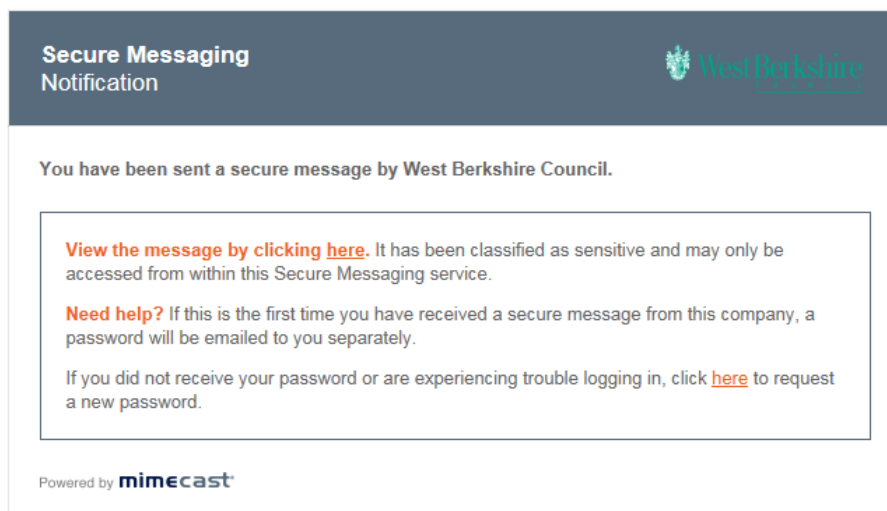 Secure Messaging
Notification
West Berkshire
COUNCIL
You have been sent a secure message by West Berkshire Council.
View the message by clicking here. It has been classified as sensitive and may only be
accessed from within this Secure Messaging service.
Need help? If this is the first time you have received a secure message from this company, a
password will be emailed to you separately.
If you did not receive your password or are experiencing trouble logging in, click here to request
a new password.
Powered by mimecast